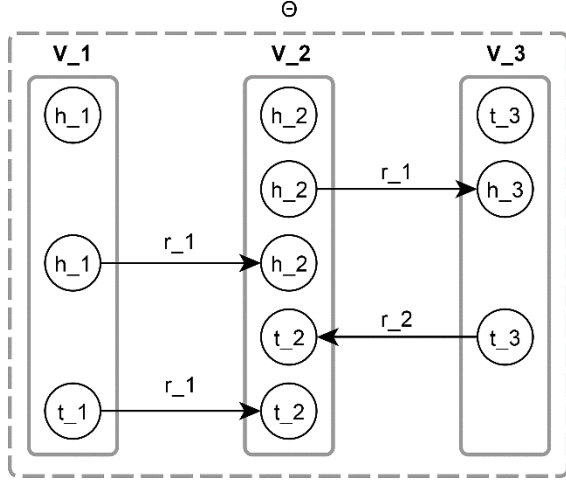 Θ
V_1 V_2 V_3
h_1 h_2 t_3
h_2 r_1 h_3
h_1 r_1 h_2
t_2 r_2 t_3
t_1 r_1 t_2